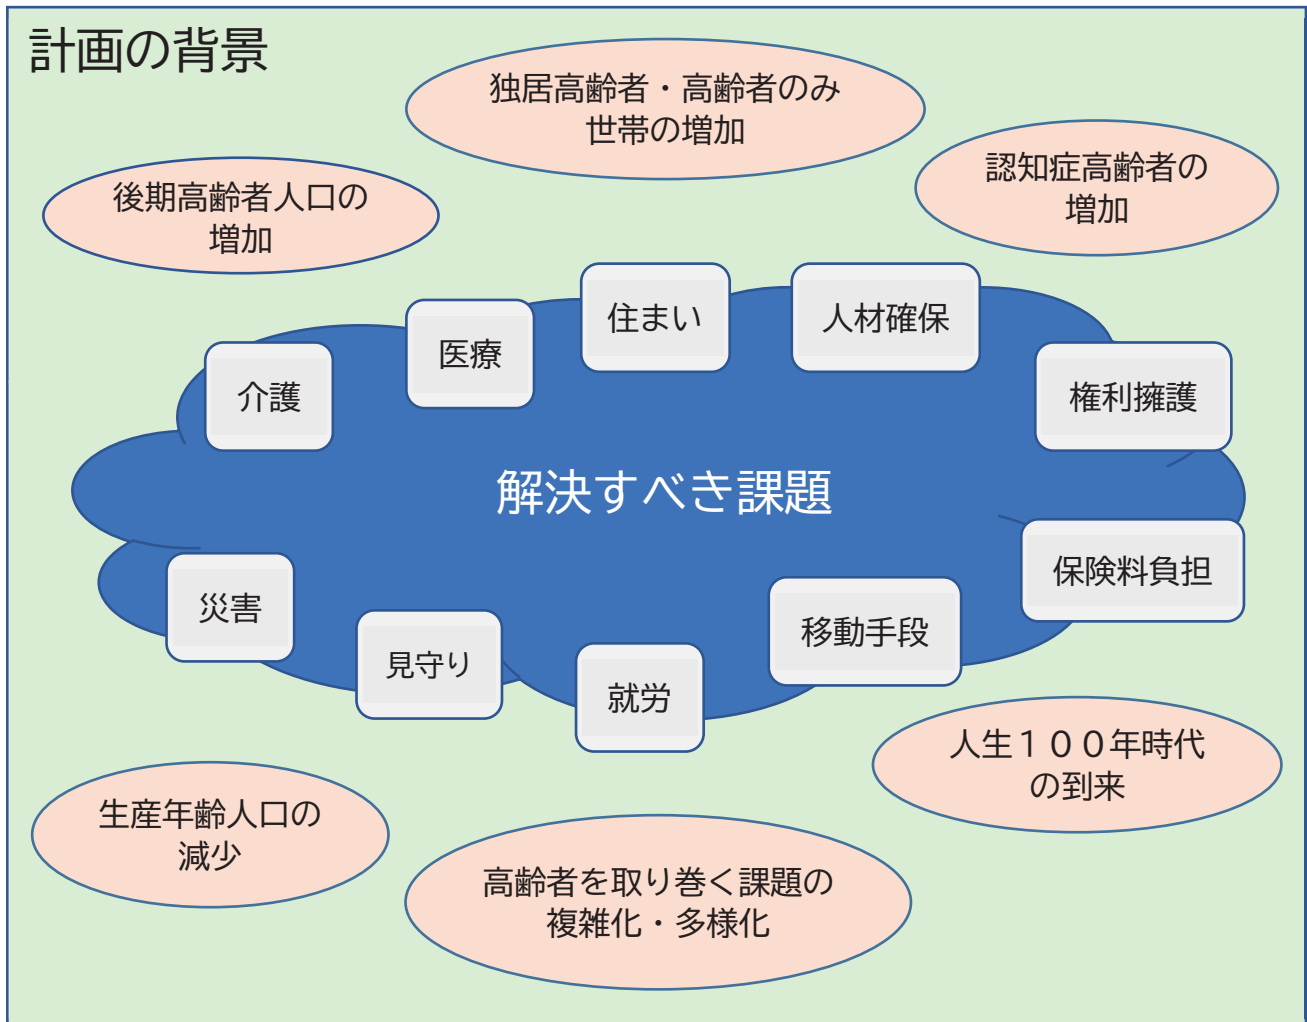 計画の背景
独居高齢者・高齢者のみ
世帯の増加
認知症高齢者の
増加
後期高齢者人口の
増加
住まい
人材確保
医療
介護
権利擁護
解決すべき課題
保険料負担
災害
移動手段
見守り
就労
人生１００年時代
の到来
生産年齢人口の
減少
高齢者を取り巻く課題の
複雑化・多様化